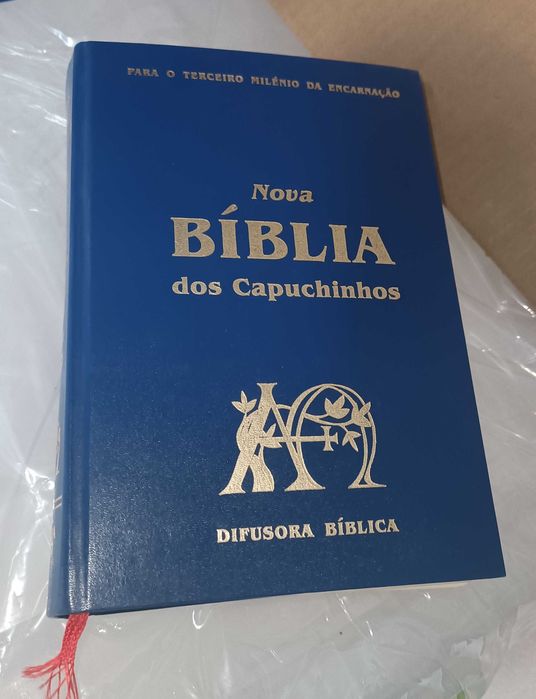 PARA O TERCEIRO MILÉNIO DA ENCARNAÇÃO
Nova
BÍBLIA
dos Capuchinhos
DIFUSORA BÍBLICA